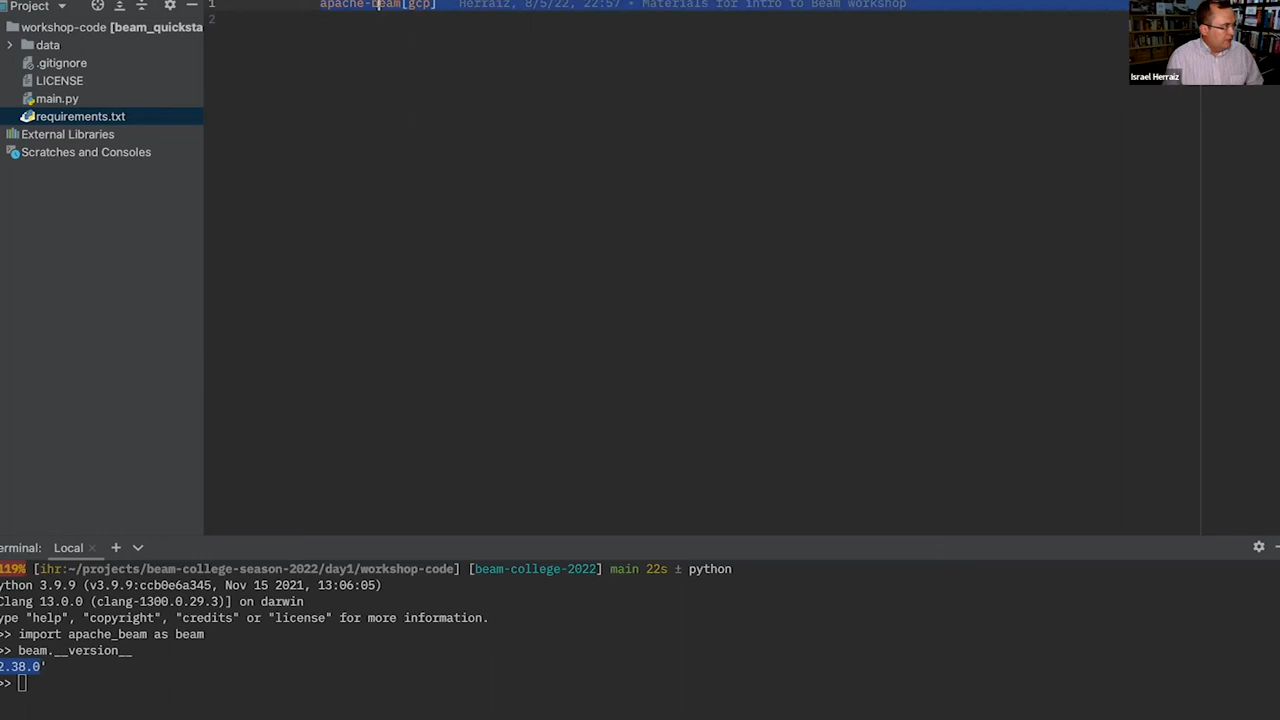 Project
workshop-code [beam_quicksta
data
.gitignore
LICENSE
main.py
requirements.txt
External Libraries
Scratches and Consoles
1 apache-beam[gcp] Herraiz, 8/5/22, 22:57 • Materials for intro to Beam workshop
2
Israel Herraiz
erminal: Local
119% [ihr:~/projects/beam-college-season-2022/day1/workshop-code] [beam-college-2022] main 22s ± python
ython 3.9.9 (v3.9.9:ccb0e6a345, Nov 15 2021, 13:06:05)
Clang 13.0.0 (clang-1300.0.29.3)] on darwin
ype "help", "copyright", "credits" or "license" for more information.
>> import apache_beam as beam
>> beam.__version__
2.38.0'
>>